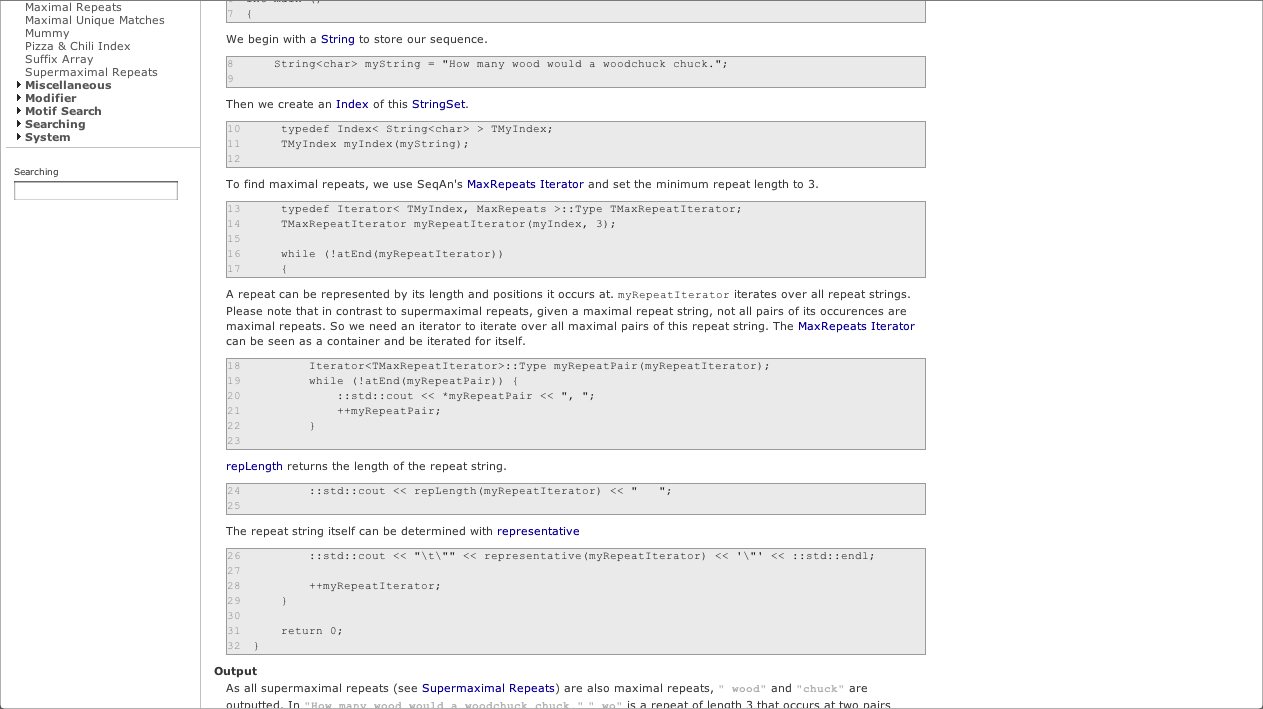 Maximal Repeats
Maximal Unique Matches
Mummy
Pizza & Chili Index
Suffix Array
Supermaximal Repeats
Miscellaneous
Modifier
Motif Search
Searching
System
Searching
7 {
We begin with a String to store our sequence.
8 String<char> myString = "How many wood would a woodchuck chuck.";
9
Then we create an Index of this StringSet.
10 typedef Index< String<char> > TMyIndex;
11 TMyIndex myIndex(myString);
12
To find maximal repeats, we use SeqAn's MaxRepeats Iterator and set the minimum repeat length to 3.
13 typedef Iterator< TMyIndex, MaxRepeats >::Type TMaxRepeatIterator;
14 TMaxRepeatIterator myRepeatIterator(myIndex, 3);
15
16 while (!atEnd(myRepeatIterator))
17 {
A repeat can be represented by its length and positions it occurs at. myRepeatIterator iterates over all repeat strings.
Please note that in contrast to supermaximal repeats, given a maximal repeat string, not all pairs of its occurences are
maximal repeats. So we need an iterator to iterate over all maximal pairs of this repeat string. The MaxRepeats Iterator
can be seen as a container and be iterated for itself.
18 Iterator<TMaxRepeatIterator>::Type myRepeatPair(myRepeatIterator);
19 while (!atEnd(myRepeatPair)) {
20 ::std::cout << *myRepeatPair << ", ";
21 ++myRepeatPair;
22 }
23
repLength returns the length of the repeat string.
24 ::std::cout << repLength(myRepeatIterator) << "   ";
25
The repeat string itself can be determined with representative
26 ::std::cout << "\t\"" << representative(myRepeatIterator) << '\"' << ::std::endl;
27
28 ++myRepeatIterator;
29 }
30
31 return 0;
32 }
Output
As all supermaximal repeats (see Supermaximal Repeats) are also maximal repeats, " wood" and "chuck" are
outputted. In "How many wood would a woodchuck chuck." " wo" is a repeat of length 3 that occurs at two pairs